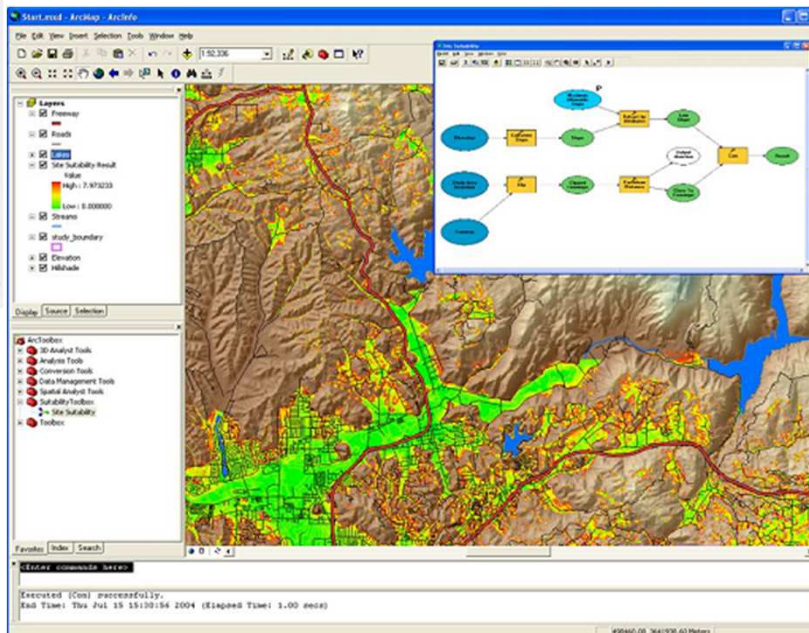 Start.mxd - ArcMap - ArcInfo
File Edit View Insert Selection Tools Window Help
1:92,336
Site Suitability
Layers
Freeway
Roads
Lakes
Site Suitability Result
Value
High : 7.973233
Low : 0.000000
Streams
study_boundary
Elevation
Hillshade
Display Source Selection
Elevation
Slope
Clip
Con
Result
ArcToolbox
3D Analyst Tools
Analysis Tools
Conversion Tools
Data Management Tools
Spatial Analyst Tools
SuitabilityToolbox
Site Suitability
Toolbox
Favorites Index Search
<Enter commands here>
Executed (Con) successfully.
End Time: Thu Jul 15 15:30:56 2004 (Elapsed Time: 1.00 secs)